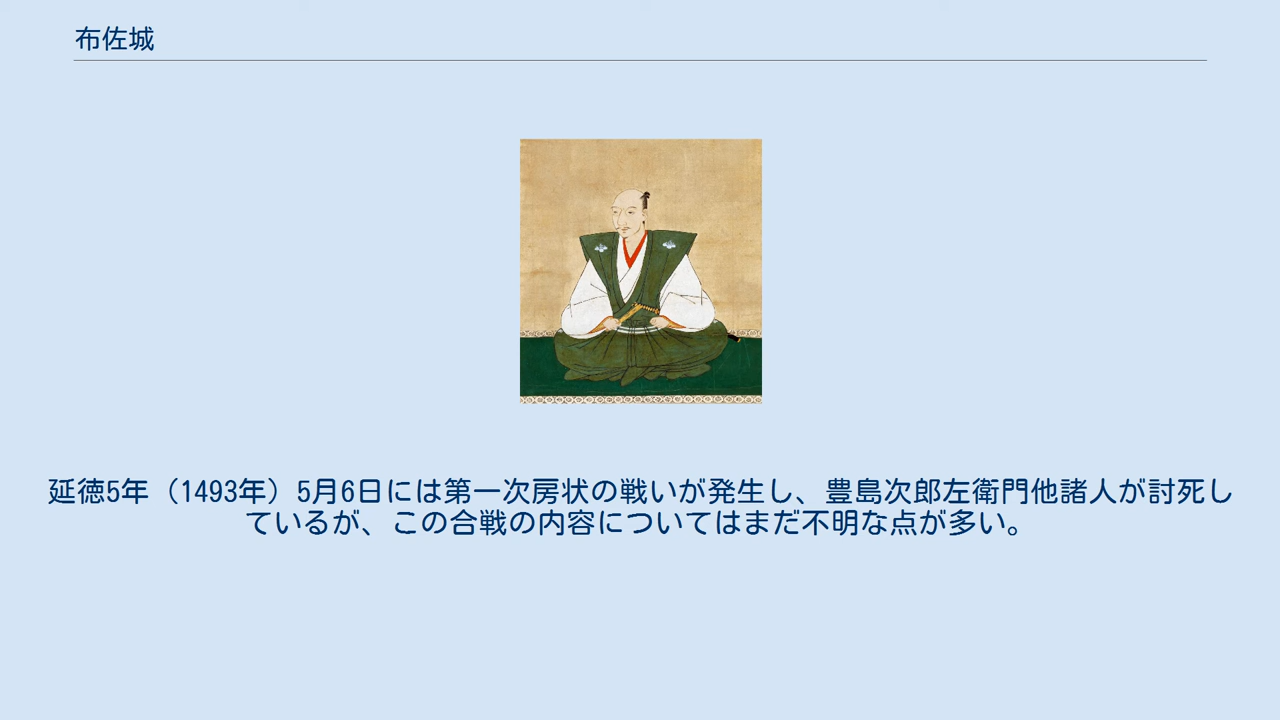 布佐城
延徳5年（1493年）5月6日には第一次房状の戦いが発生し、豊島次郎左衛門他諸人が討死し
ているが、この合戦の内容についてはまだ不明な点が多い。